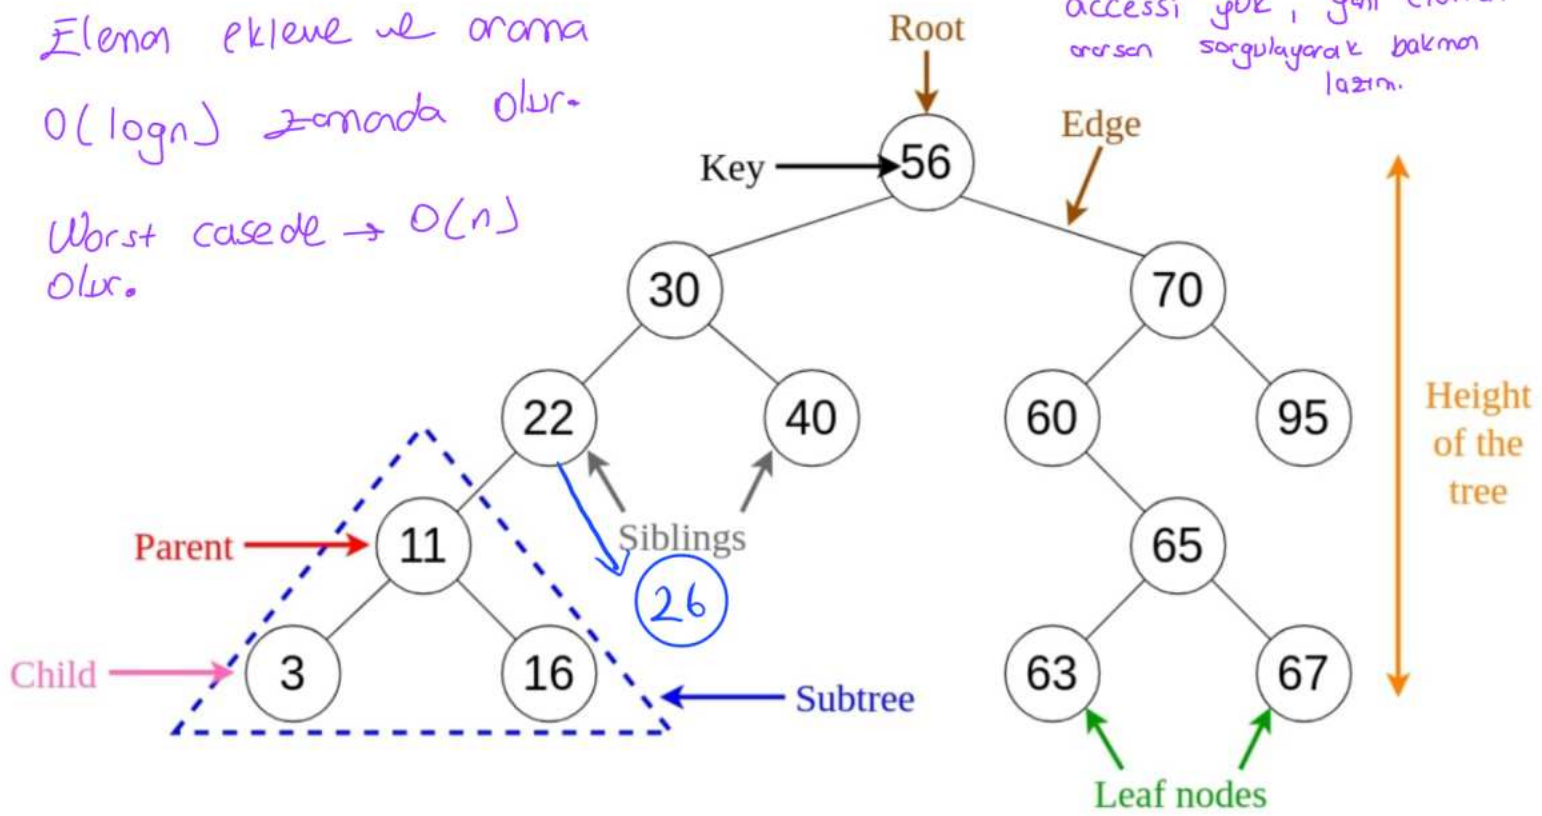 Eleman ekleme ve arama
O(logn) zamanda olur.
Worst casede → O(n)
olur.
accessi yok, yani
ararsan sorgulayarak bakman
lazım.
Root
Edge
Key
56
30
70
22
40
60
95
Height
of the
tree
Siblings
Parent
11
26
65
Child
3
16
63
67
Subtree
Leaf nodes